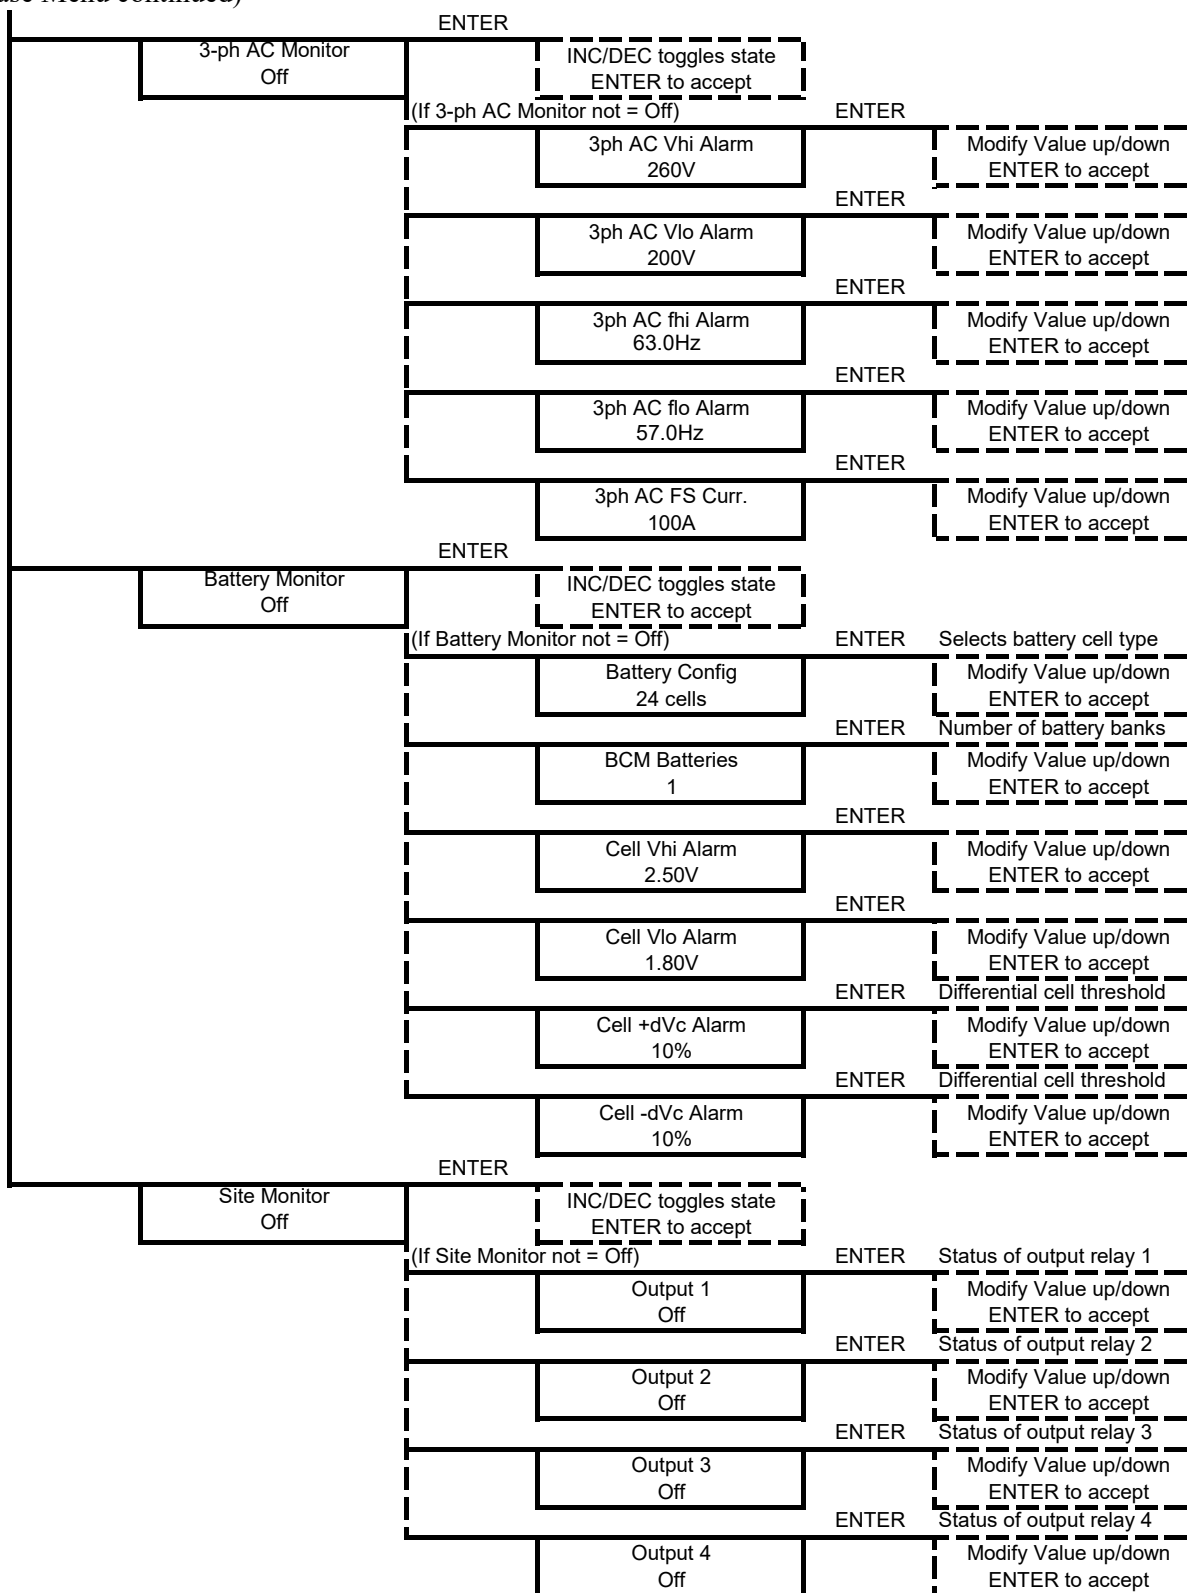 ase Menu continued)
ENTER
3-ph AC Monitor
Off
INC/DEC toggles state
ENTER to accept
(If 3-ph AC Monitor not = Off)
ENTER
3ph AC Vhi Alarm
260V
Modify Value up/down
ENTER to accept
ENTER
3ph AC Vlo Alarm
200V
Modify Value up/down
ENTER to accept
ENTER
3ph AC fhi Alarm
63.0Hz
Modify Value up/down
ENTER to accept
ENTER
3ph AC flo Alarm
57.0Hz
Modify Value up/down
ENTER to accept
ENTER
3ph AC FS Curr.
100A
Modify Value up/down
ENTER to accept
ENTER
Battery Monitor
Off
INC/DEC toggles state
ENTER to accept
(If Battery Monitor not = Off)
ENTER
Selects battery cell type
Battery Config
24 cells
Modify Value up/down
ENTER to accept
ENTER
Number of battery banks
BCM Batteries
1
Modify Value up/down
ENTER to accept
ENTER
Cell Vhi Alarm
2.50V
Modify Value up/down
ENTER to accept
ENTER
Cell Vlo Alarm
1.80V
Modify Value up/down
ENTER to accept
ENTER
Differential cell threshold
Cell +dVc Alarm
10%
Modify Value up/down
ENTER to accept
ENTER
Differential cell threshold
Cell -dVc Alarm
10%
Modify Value up/down
ENTER to accept
ENTER
Site Monitor
Off
INC/DEC toggles state
ENTER to accept
(If Site Monitor not = Off)
ENTER
Status of output relay 1
Output 1
Off
Modify Value up/down
ENTER to accept
ENTER
Status of output relay 2
Output 2
Off
Modify Value up/down
ENTER to accept
ENTER
Status of output relay 3
Output 3
Off
Modify Value up/down
ENTER to accept
ENTER
Status of output relay 4
Output 4
Off
Modify Value up/down
ENTER to accept